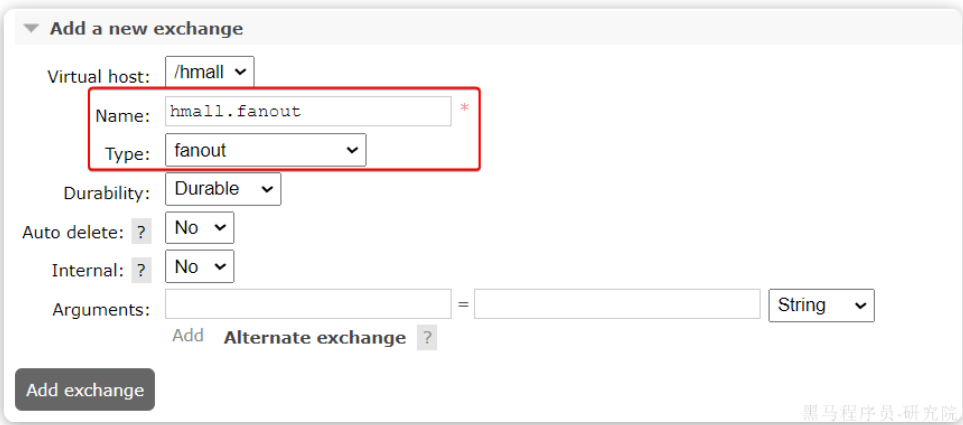 Add a new exchange
Virtual host: /hmall
Name: hmall.fanout *
Type: fanout
Durability: Durable
Auto delete: ? No
Internal: ? No
Arguments: = String
Add Alternate exchange ?
Add exchange
黑马程序员-研究院